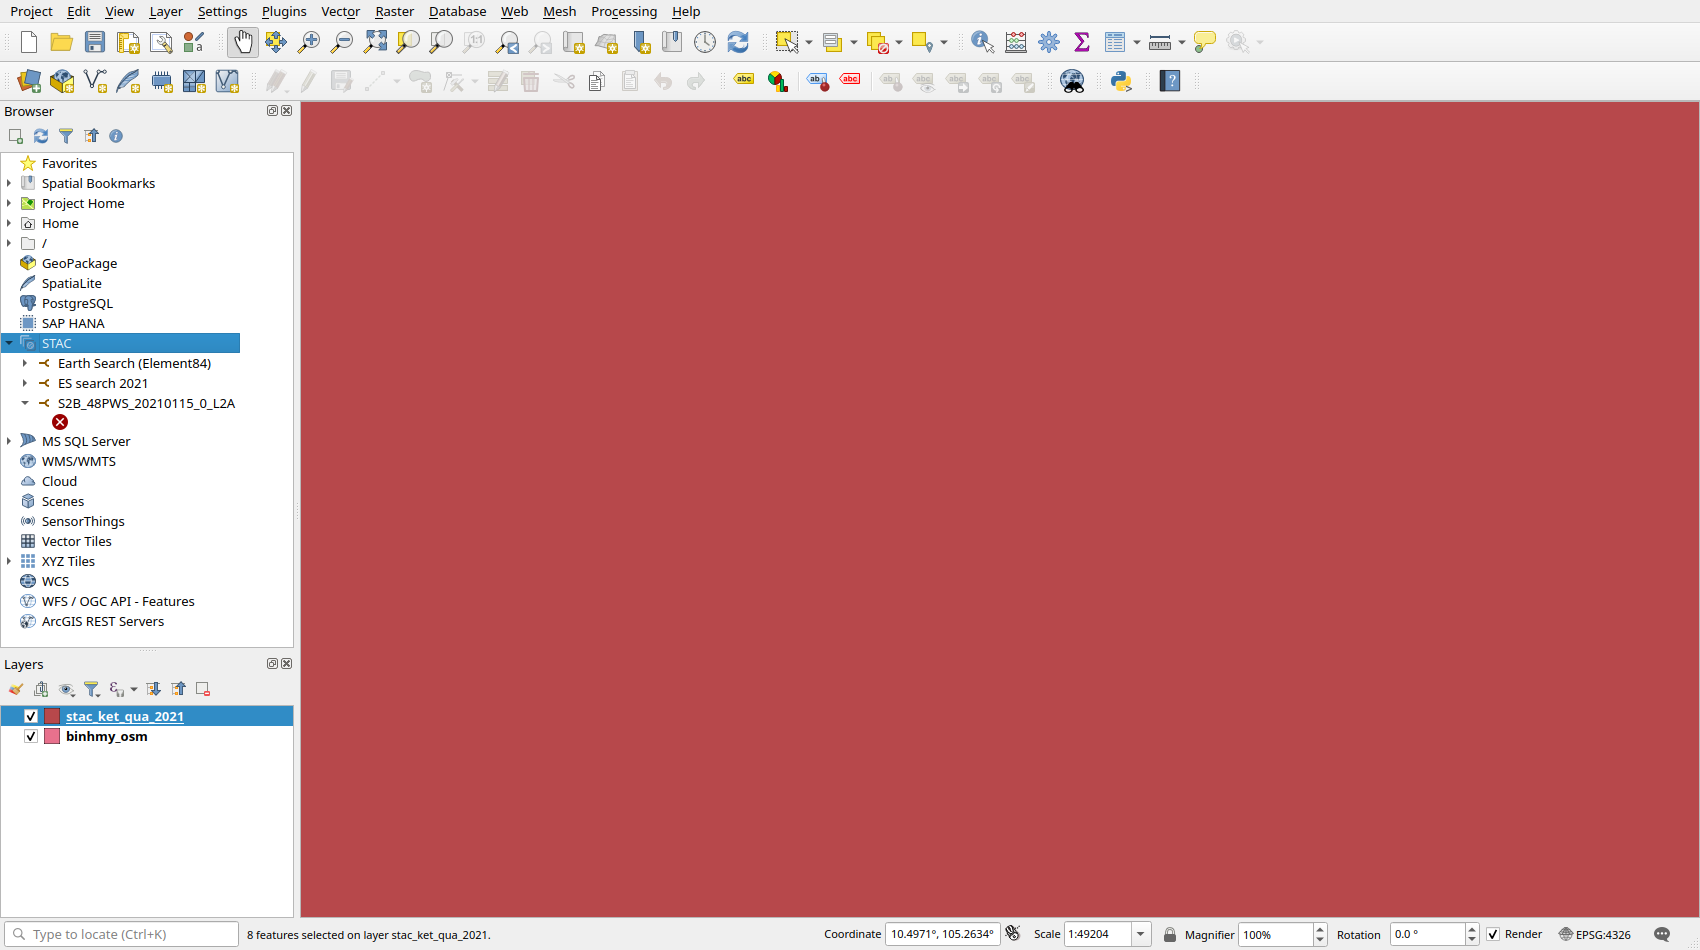 Project Edit View Layer Settings Plugins Vector Raster Database Web Mesh Processing Help
Browser
Favorites
Spatial Bookmarks
Project Home
Home
/
GeoPackage
SpatiaLite
PostgreSQL
SAP HANA
STAC
Earth Search (Element84)
ES search 2021
S2B_48PWS_20210115_0_L2A
MS SQL Server
WMS/WMTS
Cloud
Scenes
SensorThings
Vector Tiles
XYZ Tiles
WCS
WFS / OGC API - Features
ArcGIS REST Servers
Layers
stac_ket_qua_2021
binhmy_osm
Type to locate (Ctrl+K) 8 features selected on layer stac_ket_qua_2021. Coordinate 10.4971°, 105.2634° Scale 1:49204 Magnifier 100% Rotation 0.0 ° Render EPSG:4326